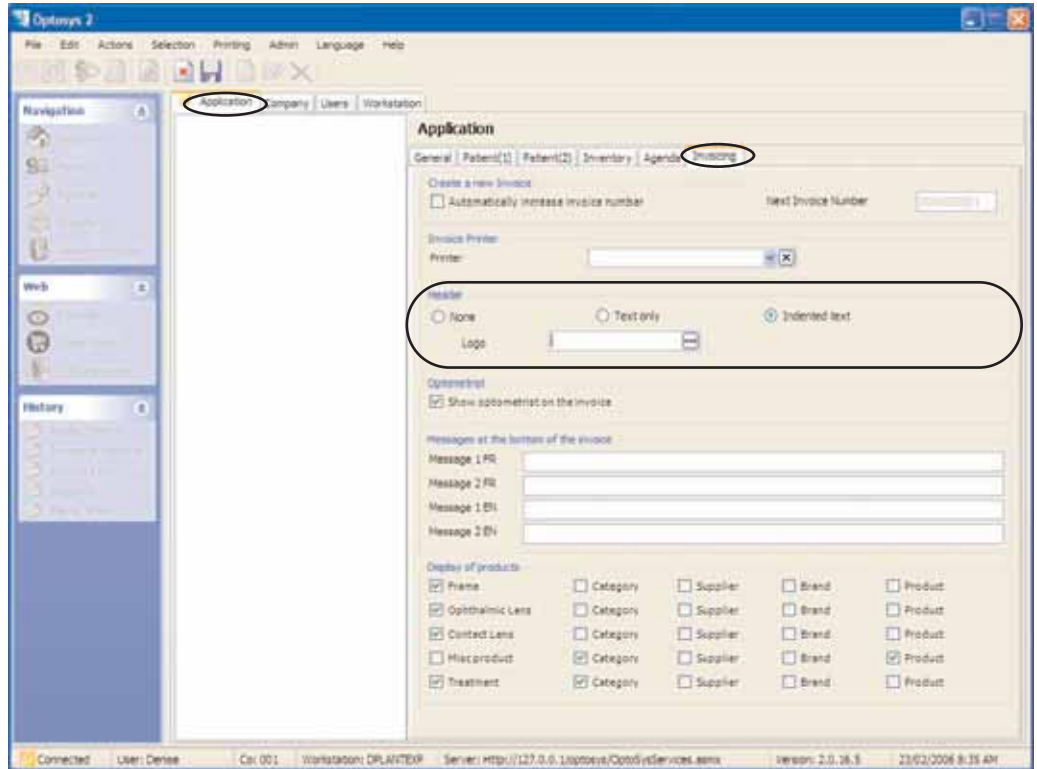 Optosys 2
File Edit Actions Selection Printing Admin Language Help
Navigation
Web
History
Application Company Users Workstation
Application
General Patient(1) Patient(2) Inventory Agenda Invoicing
Create a new Invoice
Automatically increase invoice number Next Invoice Number
Invoice Printer
Printer
Header
None Text only Indented text
Logo
Optometrist
Show optometrist on the invoice
Messages at the bottom of the invoice
Message 1 FR
Message 2 FR
Message 1 EN
Message 2 EN
Display of products
Frame Category Supplier Brand Product
Ophthalmic Lens Category Supplier Brand Product
Contact Lens Category Supplier Brand Product
Misc product Category Supplier Brand Product
Treatment Category Supplier Brand Product
Connected User: Denise Co: 001 Workstation: DPLANTEXP Server: http://127.0.0.1/optosys/OptoSysServices.asmx Version: 2.0.16.5 23/02/2006 8:35 AM